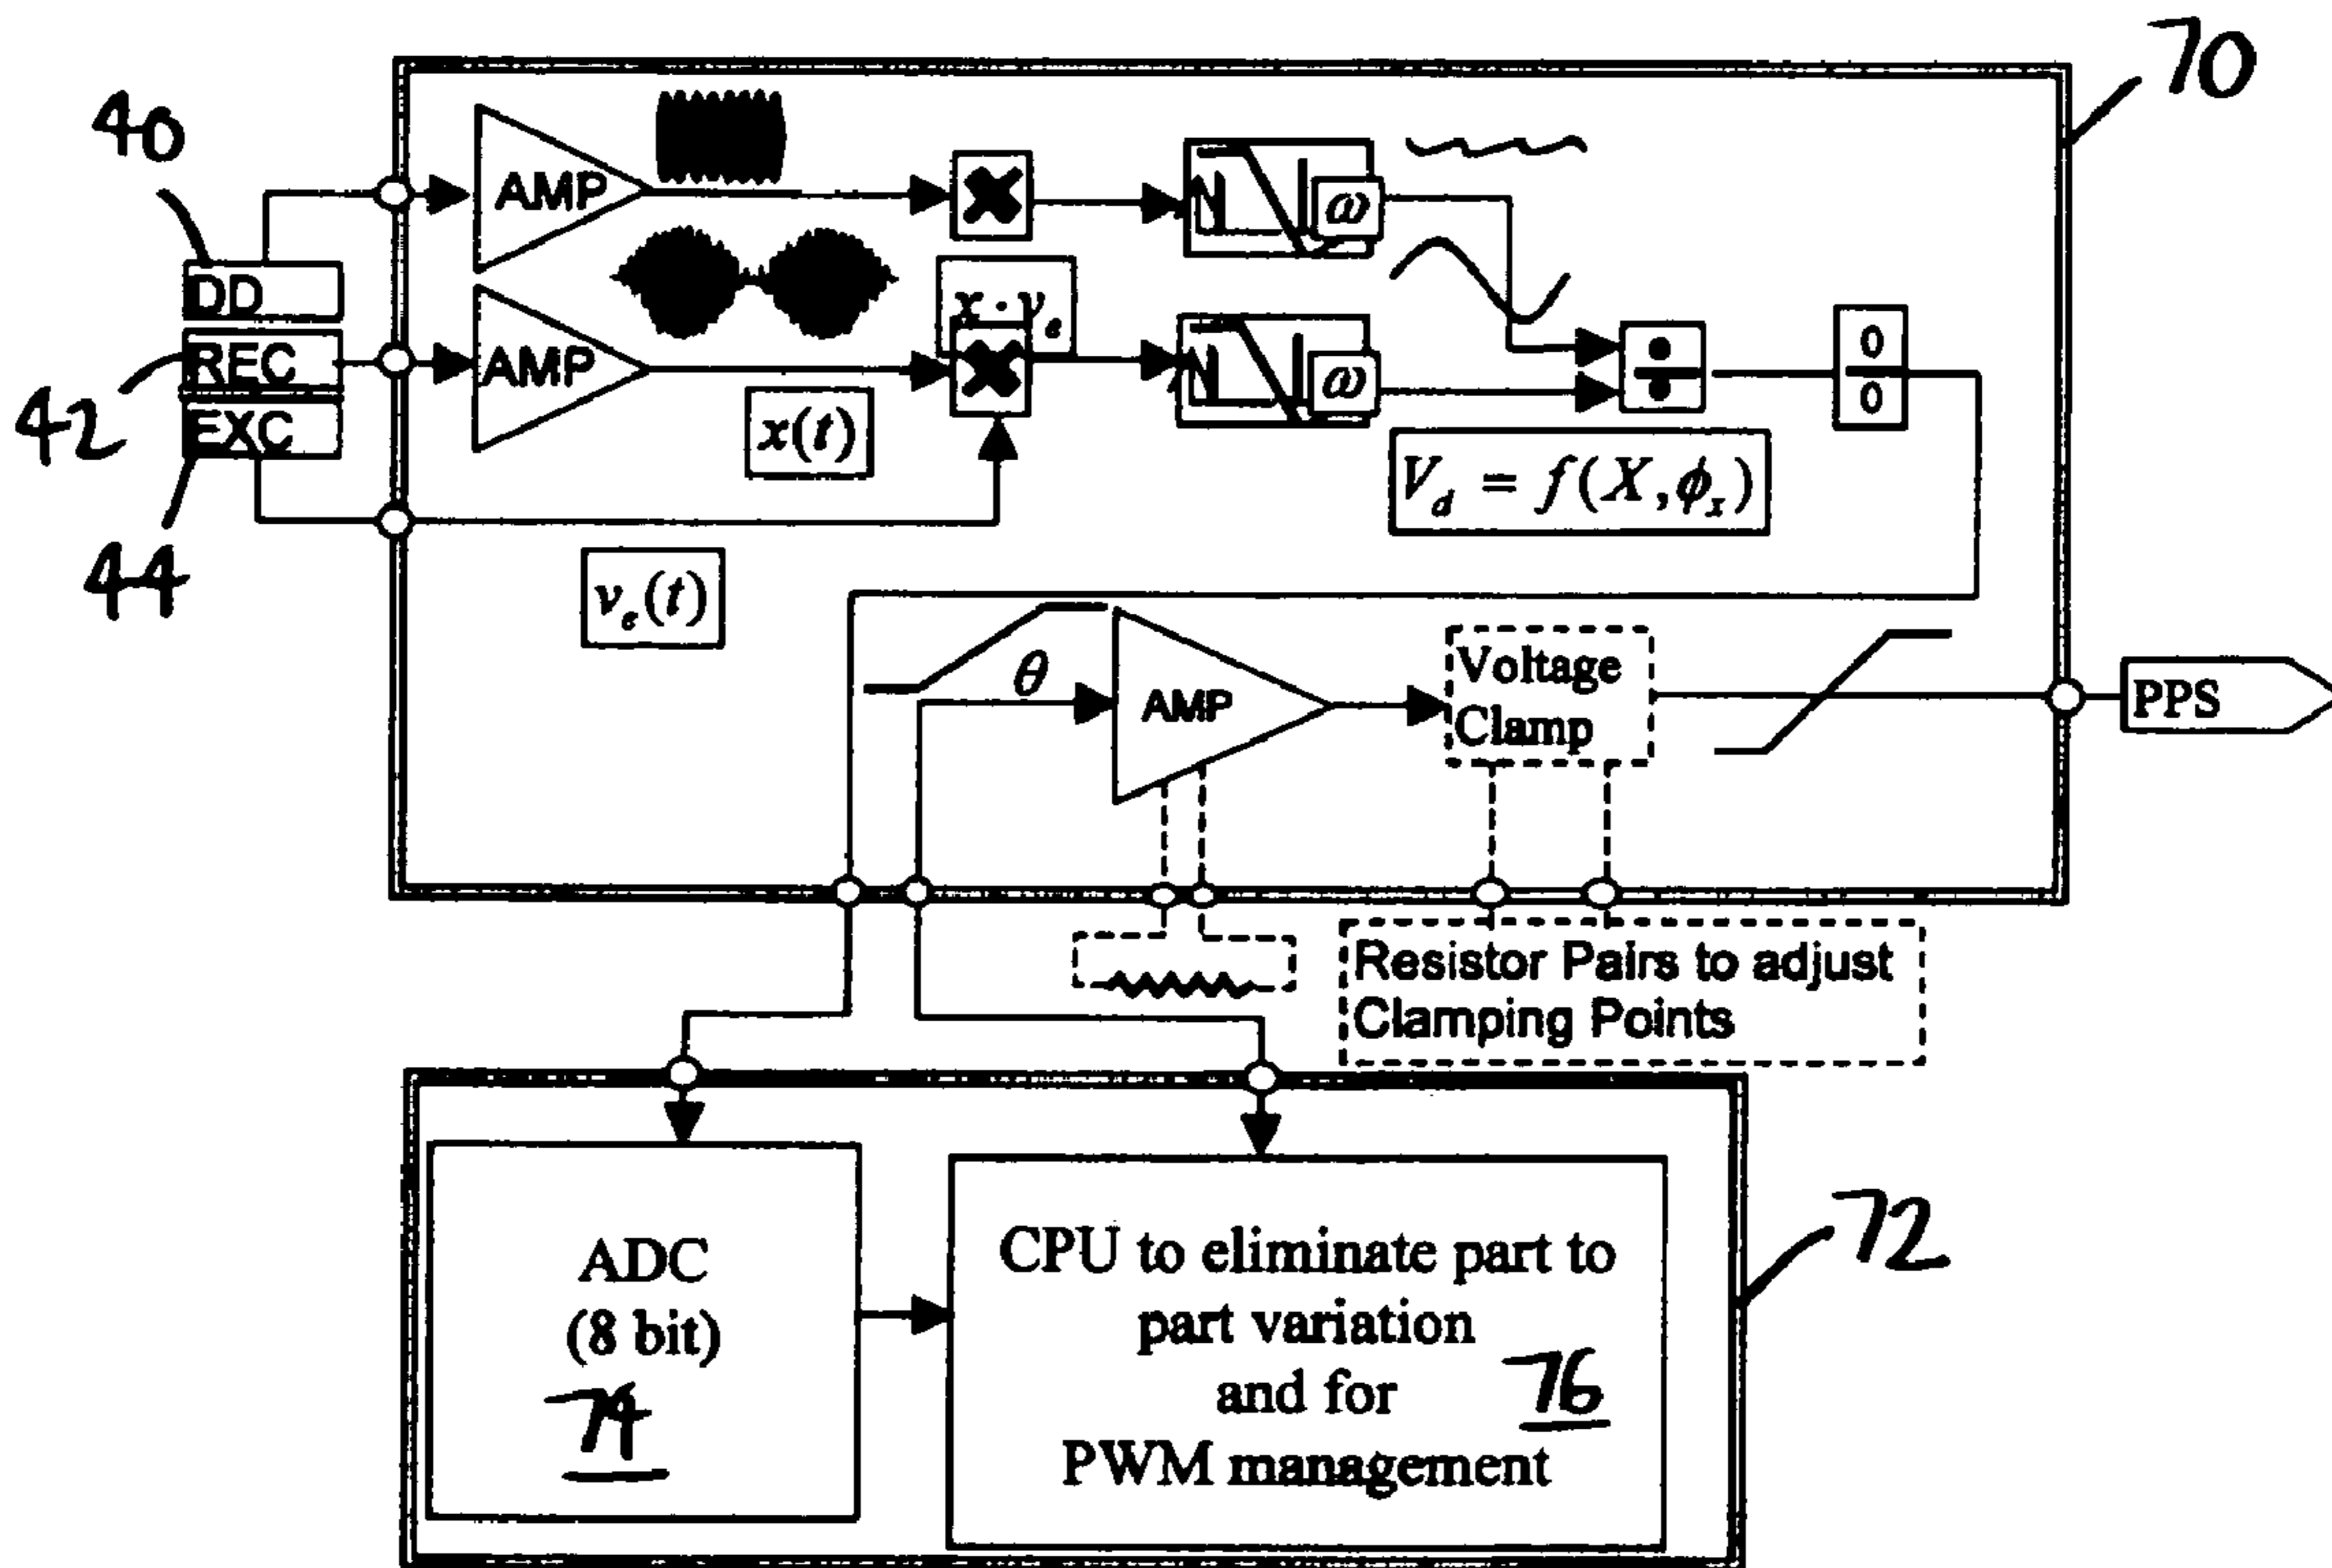 70
40
AMP
ω
DD
x · v_e
REC
AMP
ω
0
0
42
EXC
x(t)
V_d = f(X, ϕ_x)
44
v_e(t)
θ
AMP
Voltage
Clamp
PPS
Resistor Pairs to adjust
Clamping Points
72
ADC
(8 bit)
74
CPU to eliminate part to
part variation
and for
76
PWM management